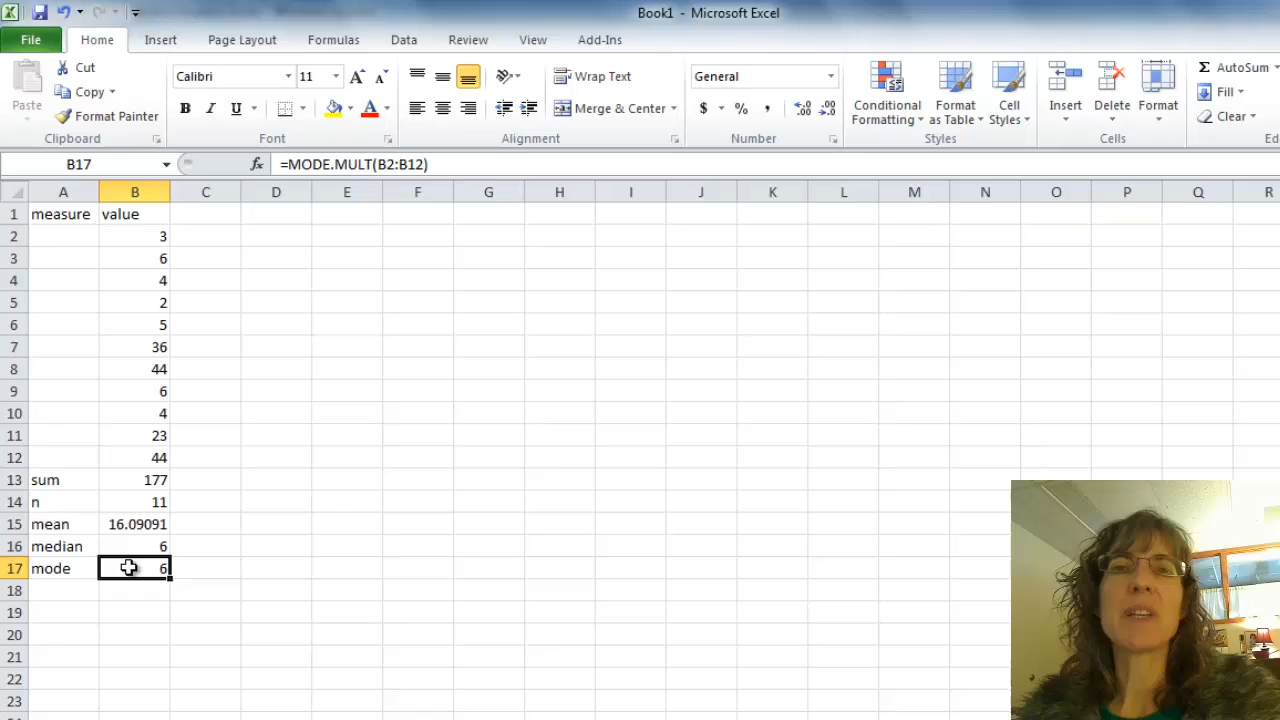 Book1 - Microsoft Excel
File Home Insert Page Layout Formulas Data Review View Add-Ins
Paste
Cut
Copy
Format Painter
Clipboard
Calibri 11
B I U A
Font
Wrap Text
Merge & Center
Alignment
General
$ % ,
Number
Conditional Formatting
Format as Table
Cell Styles
Styles
Insert Delete Format
Cells
Σ AutoSum
Fill
Clear
B17 fx =MODE.MULT(B2:B12)
A B C D E F G H I J K L M N O P Q R
1 measure value
2 3
3 6
4 4
5 2
6 5
7 36
8 44
9 6
10 4
11 23
12 44
13 sum 177
14 n 11
15 mean 16.09091
16 median 6
17 mode 6
18
19
20
21
22
23